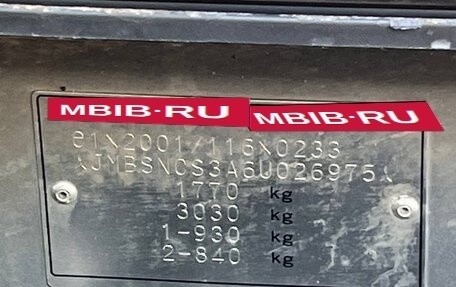 MBIB-RU MBIB-RU
e1*2001/116*0233
*JMBSNCS3A6U026975*
1770 kg
3030 kg
1-930 kg
2-840 kg